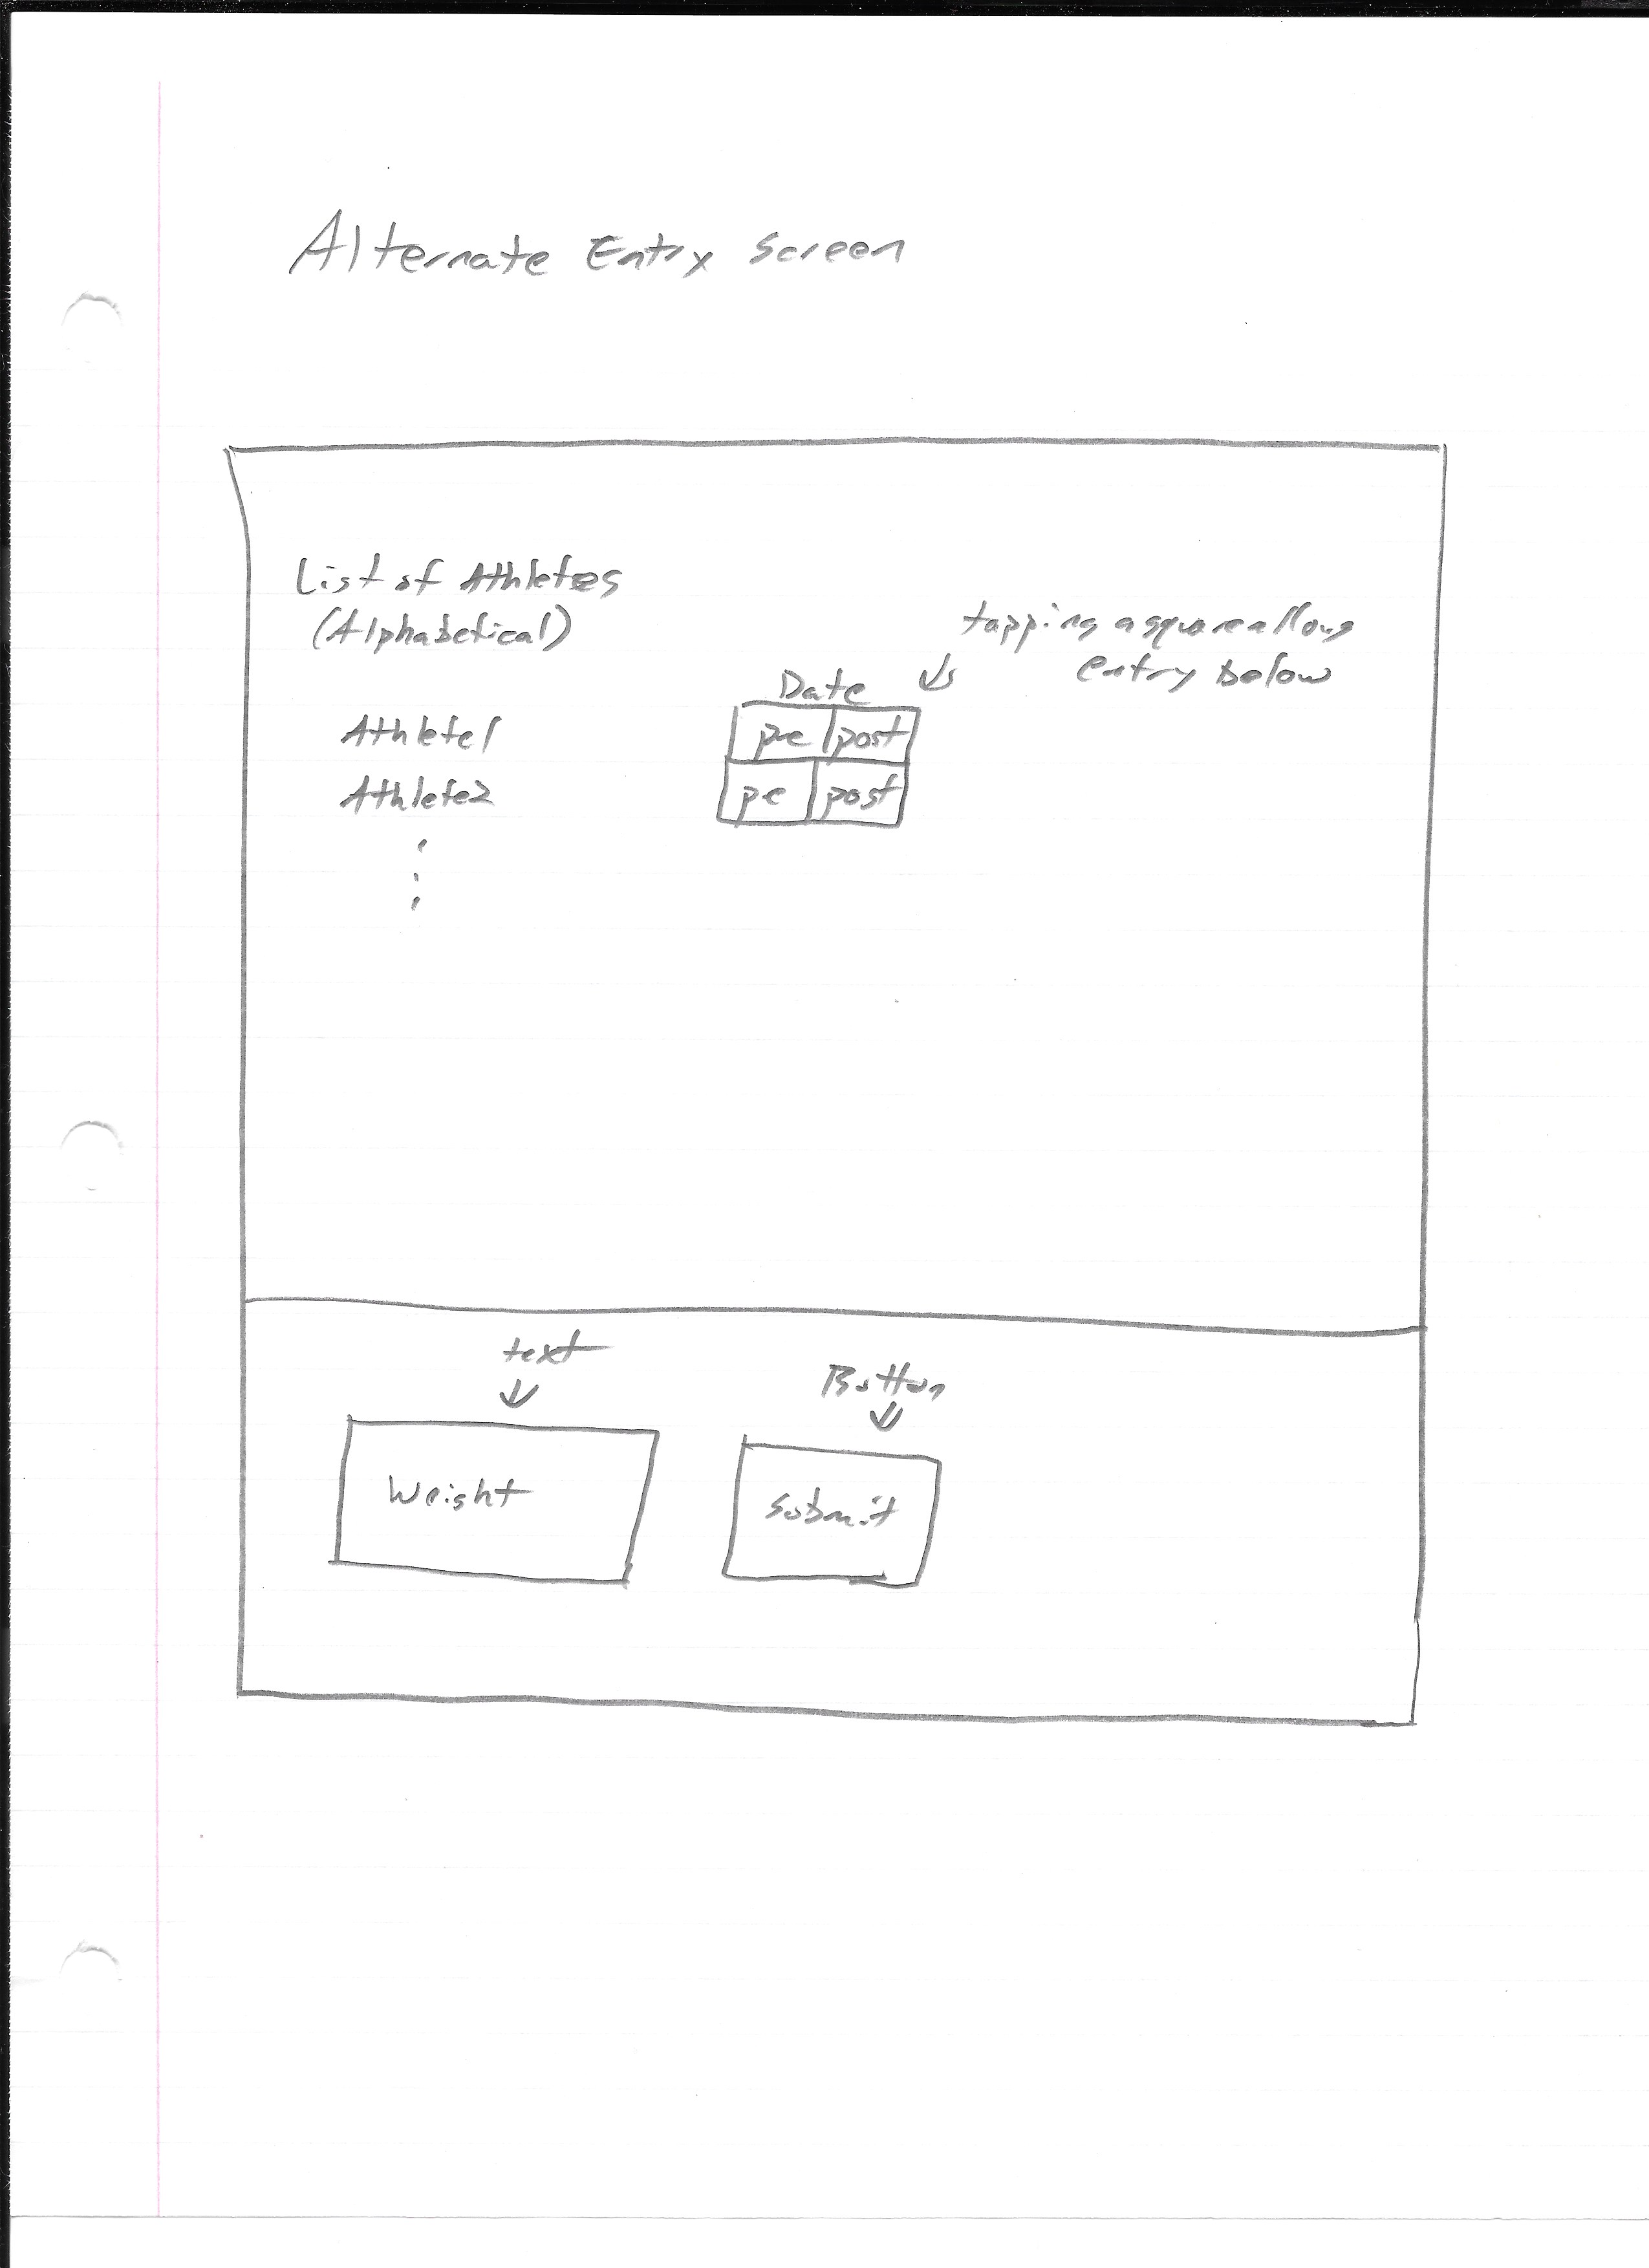 Alternate Entry Screen
List of Athletes
(Alphabetical)
tapping a square allows
entry below
Date
Athlete1 pre post
Athlete2 pre post
text
Button
Weight
Submit